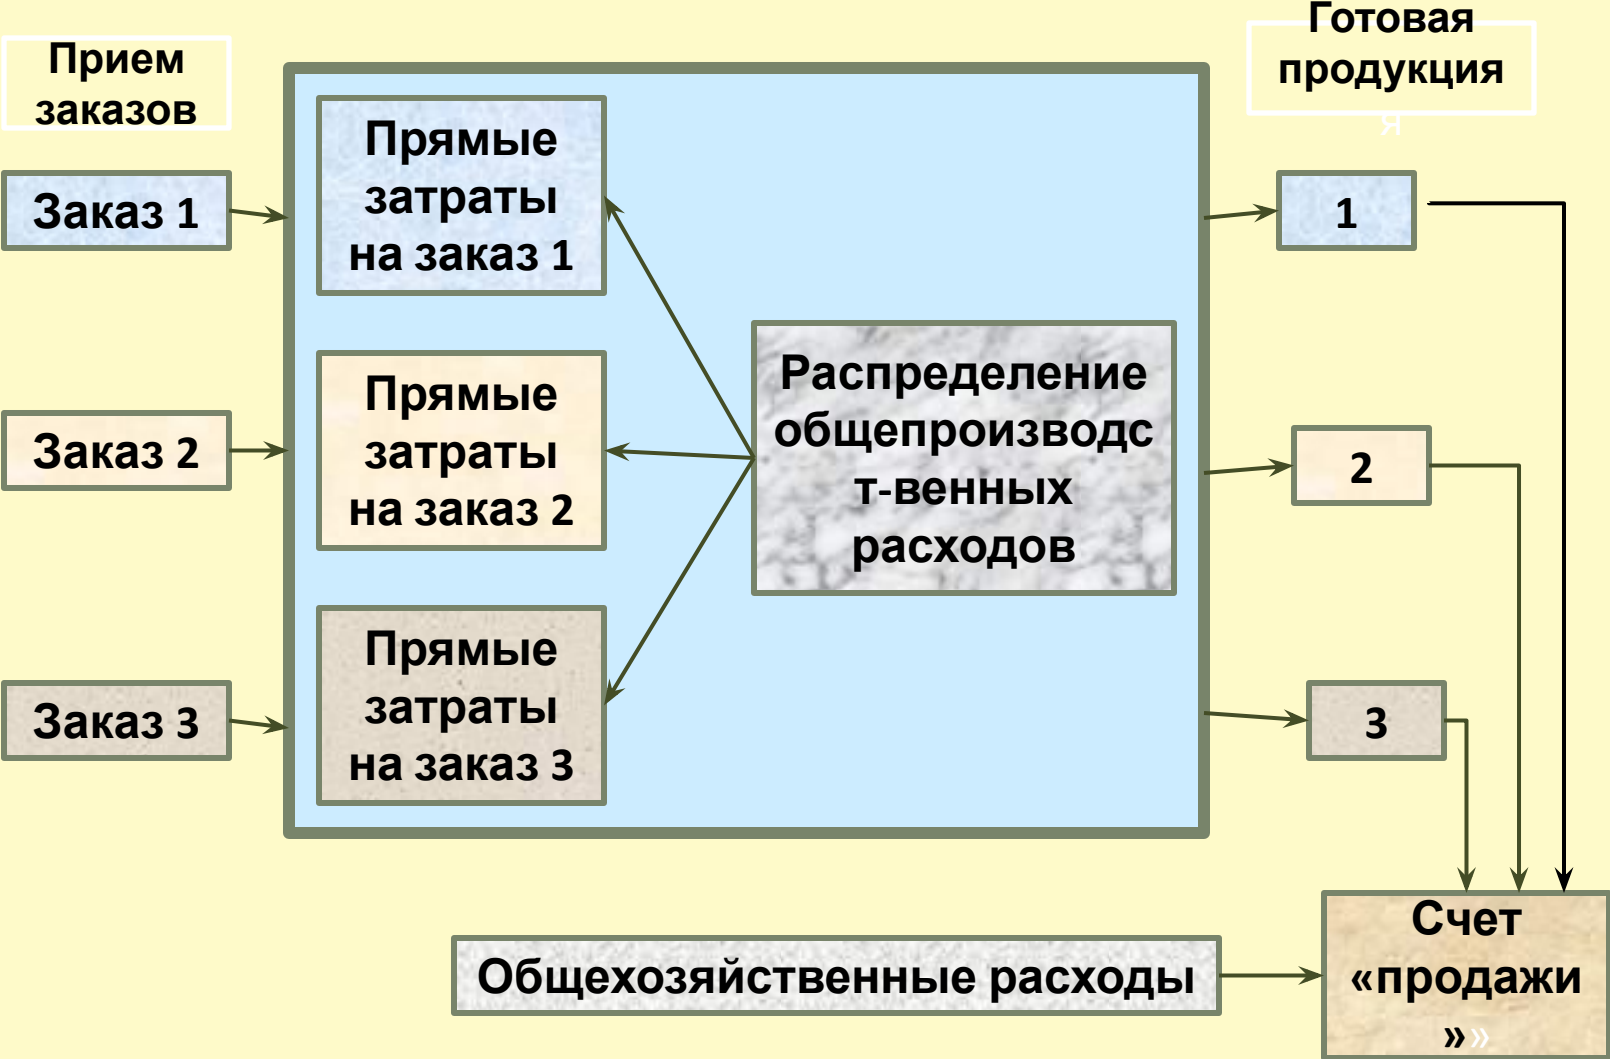 Прием
заказов
Готовая
продукция
я
Заказ 1
Прямые
затраты
на заказ 1
1
Заказ 2
Прямые
затраты
на заказ 2
Распределение
общепроизводс
т-венных
расходов
2
Заказ 3
Прямые
затраты
на заказ 3
3
Общехозяйственные расходы
Счет
«продажи
»»